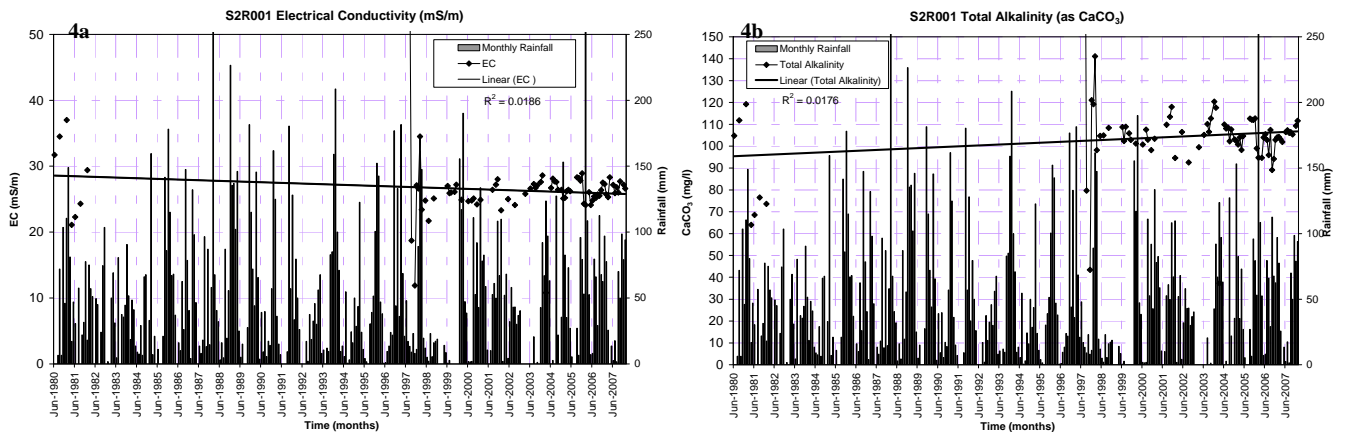 S2R001 Electrical Conductivity (mS/m)
4a
EC (mS/m)
50
40
30
20
10
0
Monthly Rainfall
EC
Linear (EC )
R² = 0.0186
250
200
150
100
50
0
Rainfall (mm)
Jun-1980
Jun-1981
Jun-1982
Jun-1983
Jun-1984
Jun-1985
Jun-1986
Jun-1987
Jun-1988
Jun-1989
Jun-1990
Jun-1991
Jun-1992
Jun-1993
Jun-1994
Jun-1995
Jun-1996
Jun-1997
Jun-1998
Jun-1999
Jun-2000
Jun-2001
Jun-2002
Jun-2003
Jun-2004
Jun-2005
Jun-2006
Jun-2007
Time (months)
S2R001 Total Alkalinity (as CaCO₃)
4b
CaCO₃ (mg/l)
150
140
130
120
110
100
90
80
70
60
50
40
30
20
10
0
Monthly Rainfall
Total Alkalinity
Linear (Total Alkalinity)
R² = 0.0176
250
200
150
100
50
0
Rainfall (mm)
Jun-1980
Jun-1981
Jun-1982
Jun-1983
Jun-1984
Jun-1985
Jun-1986
Jun-1987
Jun-1988
Jun-1989
Jun-1990
Jun-1991
Jun-1992
Jun-1993
Jun-1994
Jun-1995
Jun-1996
Jun-1997
Jun-1998
Jun-1999
Jun-2000
Jun-2001
Jun-2002
Jun-2003
Jun-2004
Jun-2005
Jun-2006
Jun-2007
Time (months)